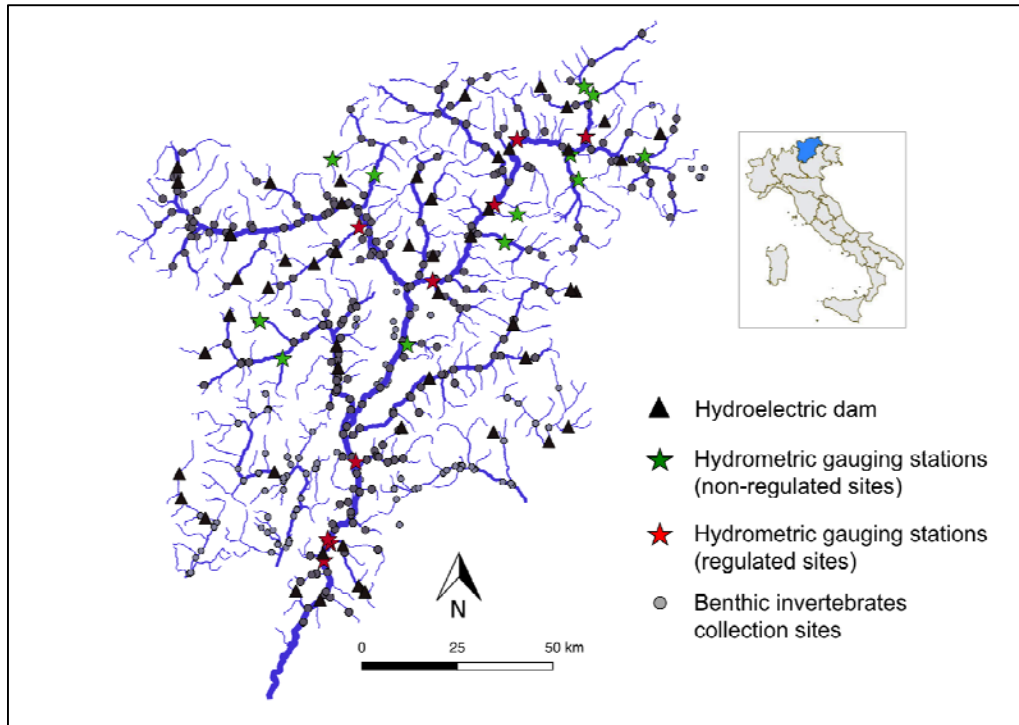 Hydroelectric dam
Hydrometric gauging stations
(non-regulated sites)
Hydrometric gauging stations
(regulated sites)
Benthic invertebrates
collection sites
N
0 25 50 km